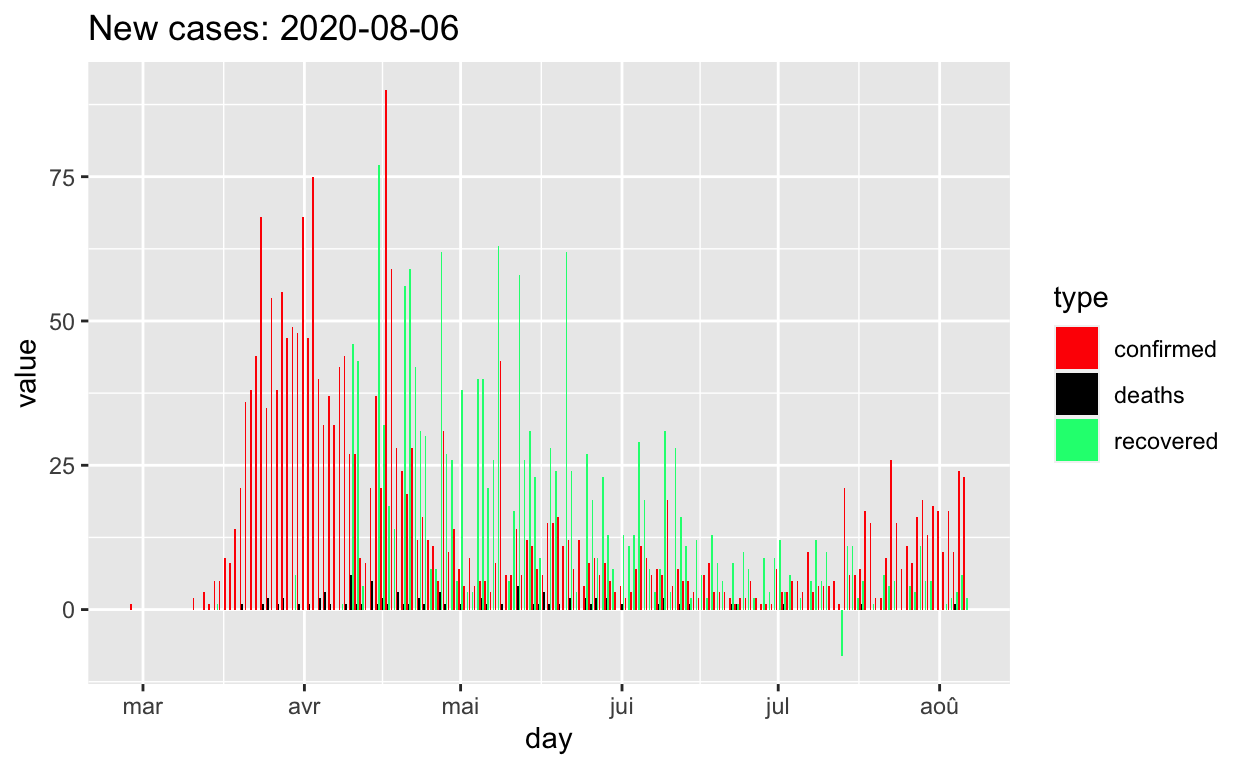 New cases: 2020-08-06
75
50
25
0
value
mar
avr
mai
jui
jul
aoû
day
type
confirmed
deaths
recovered